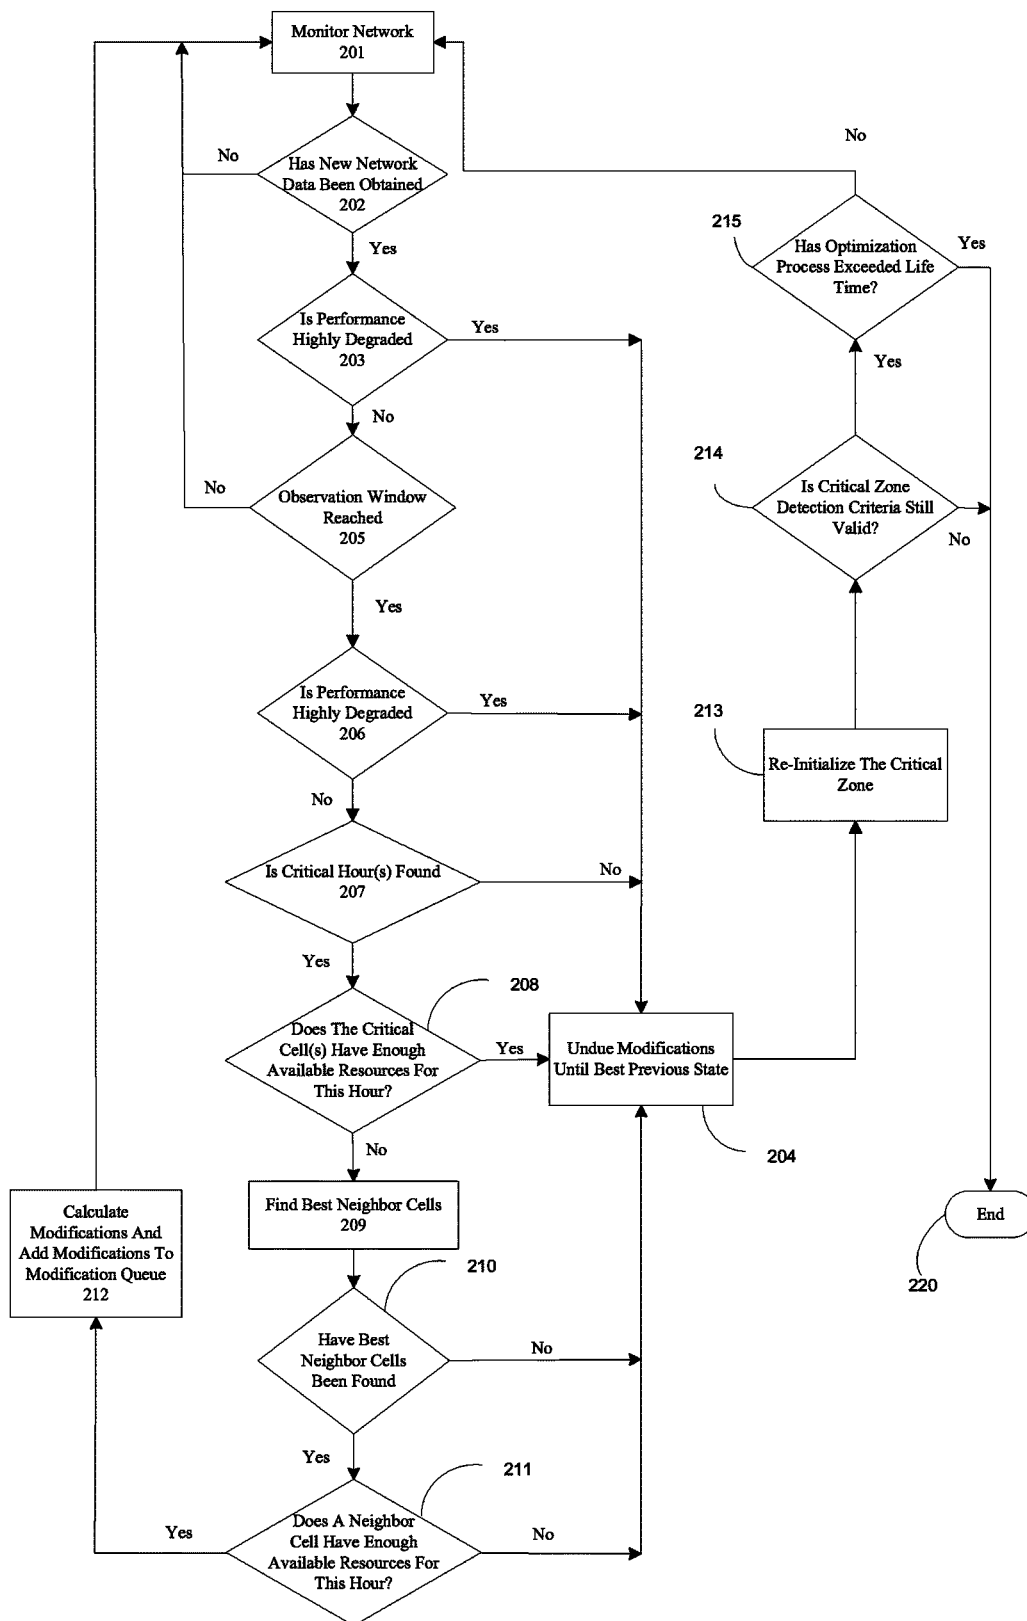 Monitor Network
201
No
Has New Network
Data Been Obtained
202
Yes
Is Performance
Highly Degraded
203
Yes
No
Observation Window
Reached
205
No
Yes
Is Performance
Highly Degraded
206
Yes
No
Is Critical Hour(s) Found
207
No
Yes
208
Does The Critical
Cell(s) Have Enough
Available Resources For
This Hour?
Yes
No
Undue Modifications
Until Best Previous State
204
Find Best Neighbor Cells
209
210
Have Best
Neighbor Cells
Been Found
No
Yes
211
Does A Neighbor
Cell Have Enough
Available Resources For
This Hour?
No
Yes
Calculate
Modifications And
Add Modifications To
Modification Queue
212
213
Re-Initialize The Critical
Zone
214
Is Critical Zone
Detection Criteria Still
Valid?
No
Yes
215
Has Optimization
Process Exceeded Life
Time?
No
Yes
End
220